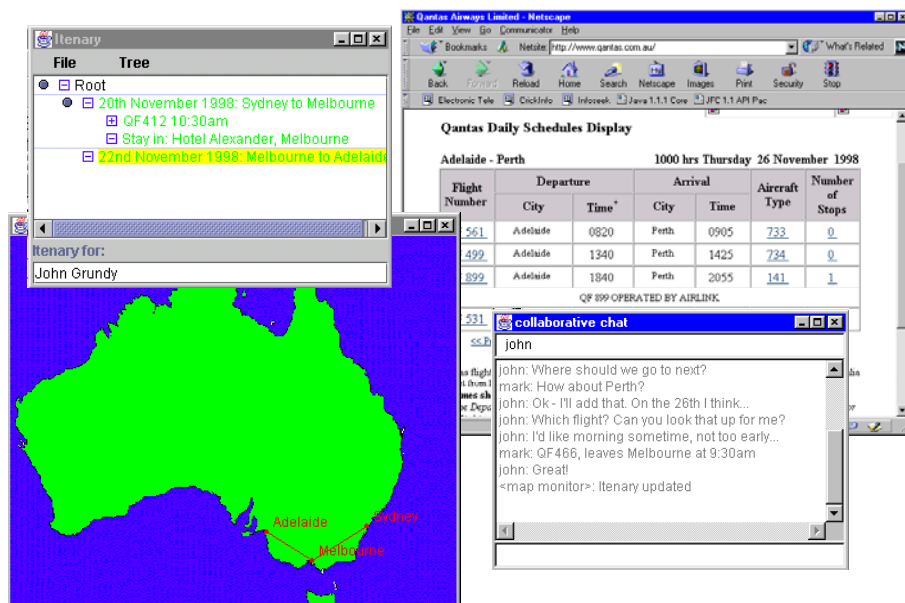 Itenary
File Tree
Root
20th November 1998: Sydney to Melbourne
QF412 10:30am
Stay in: Hotel Alexander, Melbourne
22nd November 1998: Melbourne to Adelaide
Itenary for:
John Grundy
Qantas Airways Limited - Netscape
File Edit View Go Communicator Help
Bookmarks Netsite: http://www.qantas.com.au/ What's Related
Back Forward Reload Home Search Netscape Images Print Security Stop
Electronic Tele CrickInfo Infoseek: Java 1.1.1 Core JFC 1.1 API Pac
Qantas Daily Schedules Display
Adelaide - Perth 1000 hrs Thursday 26 November 1998
Flight Number Departure Arrival Aircraft Type Number of Stops
City Time* City Time
561 Adelaide 0820 Perth 0905 733 0
499 Adelaide 1340 Perth 1425 734 0
899 Adelaide 1840 Perth 2055 141 1
QF 899 OPERATED BY AIRLINK
531
collaborative chat
john
john: Where should we go to next?
mark: How about Perth?
john: Ok - I'll add that. On the 26th I think...
john: Which flight? Can you look that up for me?
john: I'd like morning sometime, not too early...
mark: QF466, leaves Melbourne at 9:30am
john: Great!
<map monitor>: Itenary updated
Adelaide
Sydney
Melbourne